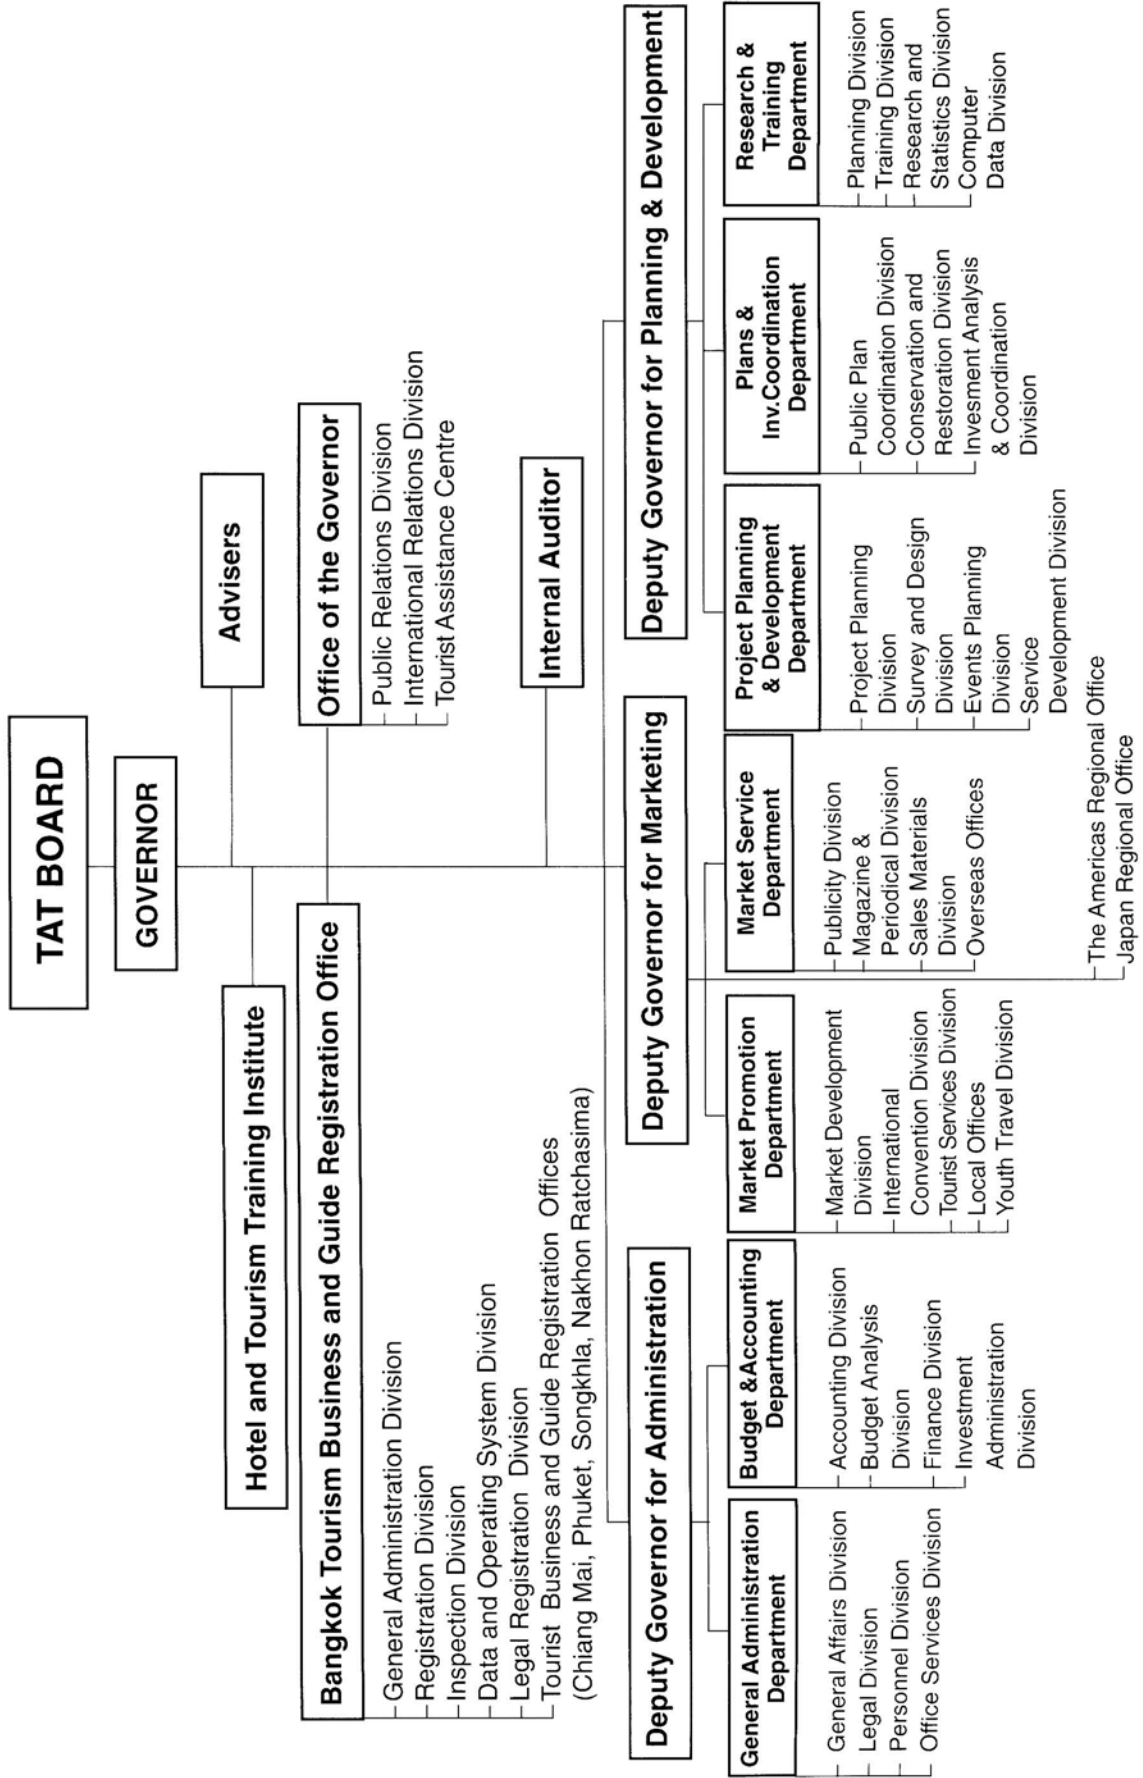 TAT BOARD
GOVERNOR
Advisers
Hotel and Tourism Training Institute
Bangkok Tourism Business and Guide Registration Office
General Administration Division
Registration Division
Inspection Division
Data and Operating System Division
Legal Registration Division
Tourist Business and Guide Registration Offices
(Chiang Mai, Phuket, Songkhla, Nakhon Ratchasima)
Office of the Governor
Public Relations Division
International Relations Division
Tourist Assistance Centre
Internal Auditor
Deputy Governor for Administration
General Administration
Department
General Affairs Division
Legal Division
Personnel Division
Office Services Division
Budget &Accounting
Department
Accounting Division
Budget Analysis
Division
Finance Division
Investment
Administration
Division
Deputy Governor for Marketing
Market Promotion
Department
Market Development
Division
International
Convention Division
Tourist Services Division
Local Offices
Youth Travel Division
Market Service
Department
Publicity Division
Magazine &
Periodical Division
Sales Materials
Division
Overseas Offices
The Americas Regional Office
Japan Regional Office
Deputy Governor for Planning & Development
Project Planning
& Development
Department
Project Planning
Division
Survey and Design
Division
Events Planning
Division
Service
Development Division
Plans &
Inv.Coordination
Department
Public Plan
Coordination Division
Conservation and
Restoration Division
Invesment Analysis
& Coordination
Division
Research &
Training
Department
Planning Division
Training Division
Research and
Statistics Division
Computer
Data Division